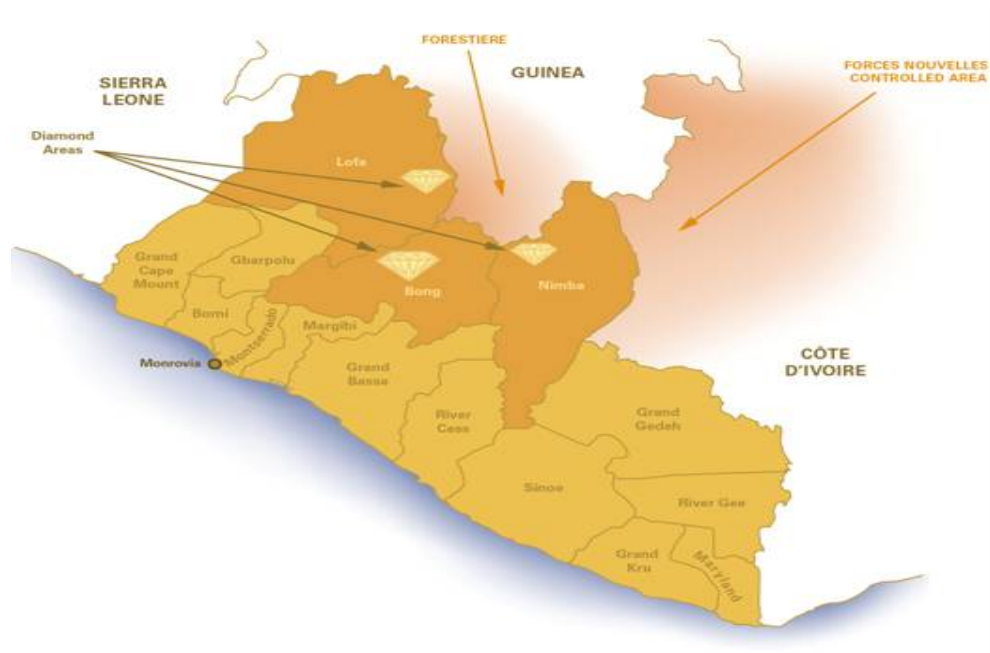 FORESTIERE
GUINEA
FORCES NOUVELLES
CONTROLLED AREA
SIERRA
LEONE
Diamond
Areas
Lofa
Grand
Cape
Mount
Gbarpolu
Bong
Nimba
Bomi
Montserrado
Margibi
Monrovia
Grand
Bassa
CÔTE
D'IVOIRE
River
Cess
Grand
Gedeh
Sinoe
River Gee
Grand
Kru
Maryland